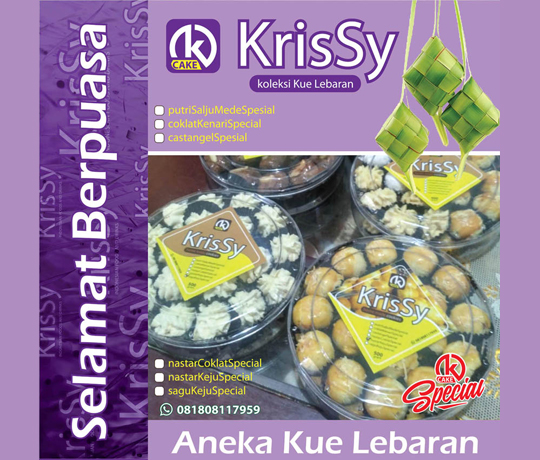 Selamat Berpuasa
k
CAKE
KrisSy
koleksi Kue Lebaran
putriSaljuMedeSpesial
coklatKenariSpecial
castangelSpesial
KrisSy
KrisSy
nastarCoklatSpecial
nastarKejuSpecial
saguKejuSpecial
081808117959
k
CAKE
Special
Aneka Kue Lebaran